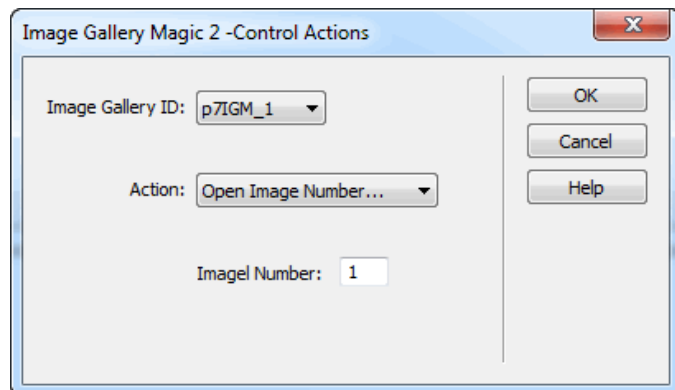 Image Gallery Magic 2 -Control Actions
Image Gallery ID: p7IGM_1
OK
Cancel
Action: Open Image Number...
Help
Imagel Number: 1